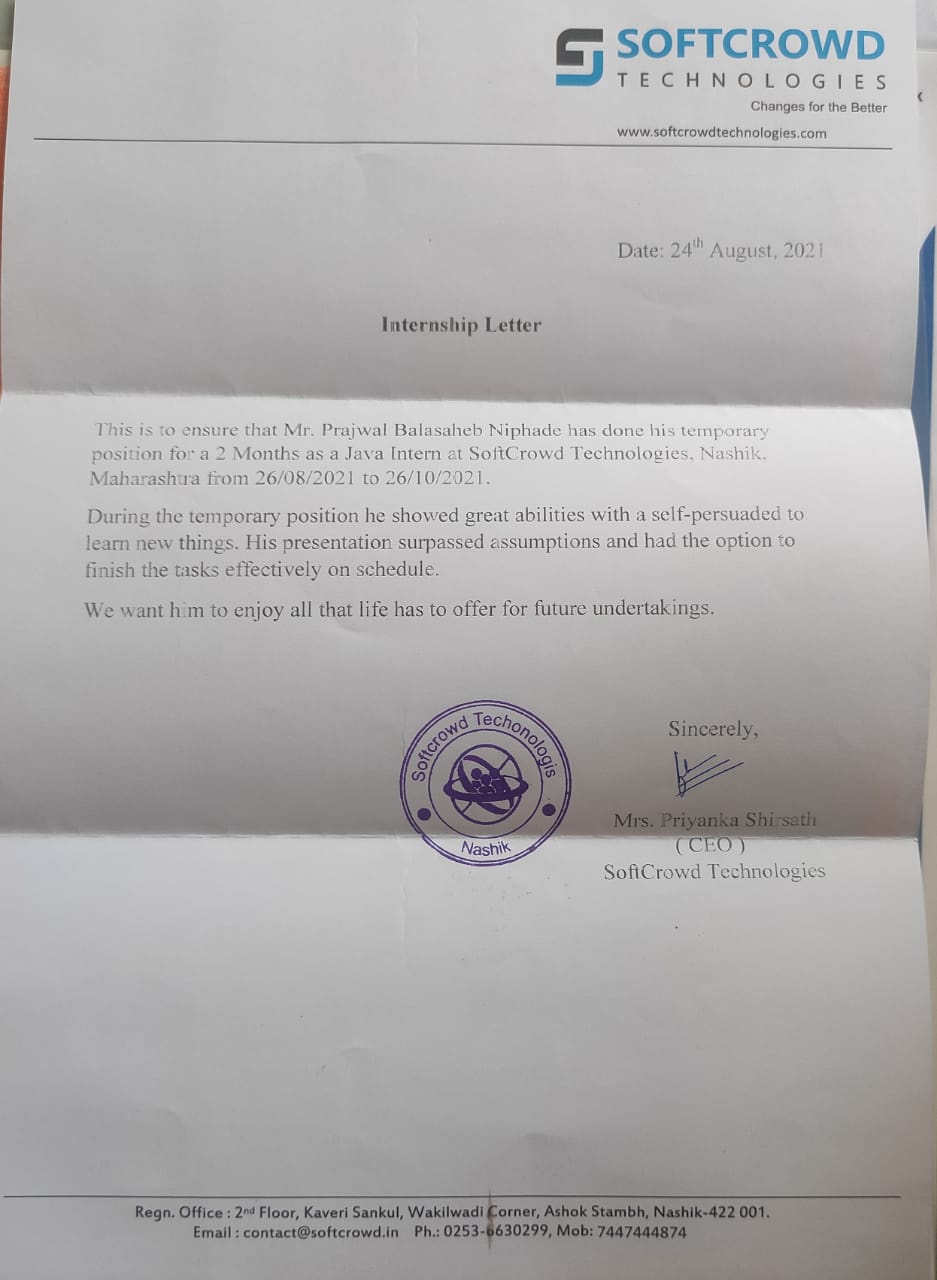 SOFTCROWD
TECHNOLOGIES
Changes for the Better
www.softcrowdtechnologies.com
Date: 24th August, 2021
Internship Letter
This is to ensure that Mr. Prajwal Balasaheb Niphade has done his temporary
position for a 2 Months as a Java Intern at SoftCrowd Technologies, Nashik,
Maharashtra from 26/08/2021 to 26/10/2021.
During the temporary position he showed great abilities with a self-persuaded to
learn new things. His presentation surpassed assumptions and had the option to
finish the tasks effectively on schedule.
We want him to enjoy all that life has to offer for future undertakings.
Softcrowd Techonologis
Nashik
Sincerely,
Mrs. Priyanka Shirsath
( CEO )
SoftCrowd Technologies
Regn. Office : 2nd Floor, Kaveri Sankul, Wakilwadi Corner, Ashok Stambh, Nashik-422 001.
Email : contact@softcrowd.in Ph.: 0253-6630299, Mob: 7447444874